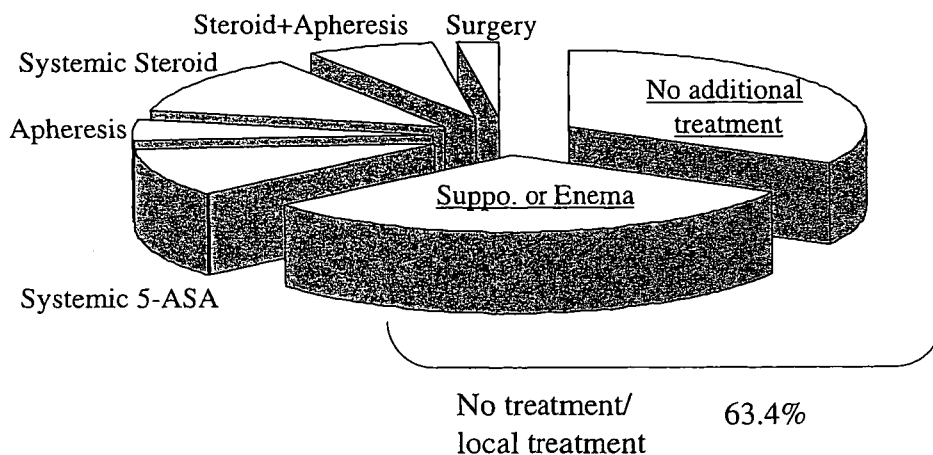 Steroid+Apheresis
Surgery
Systemic Steroid
No additional
treatment
Apheresis
Suppo. or Enema
Systemic 5-ASA
No treatment/
local treatment
63.4%